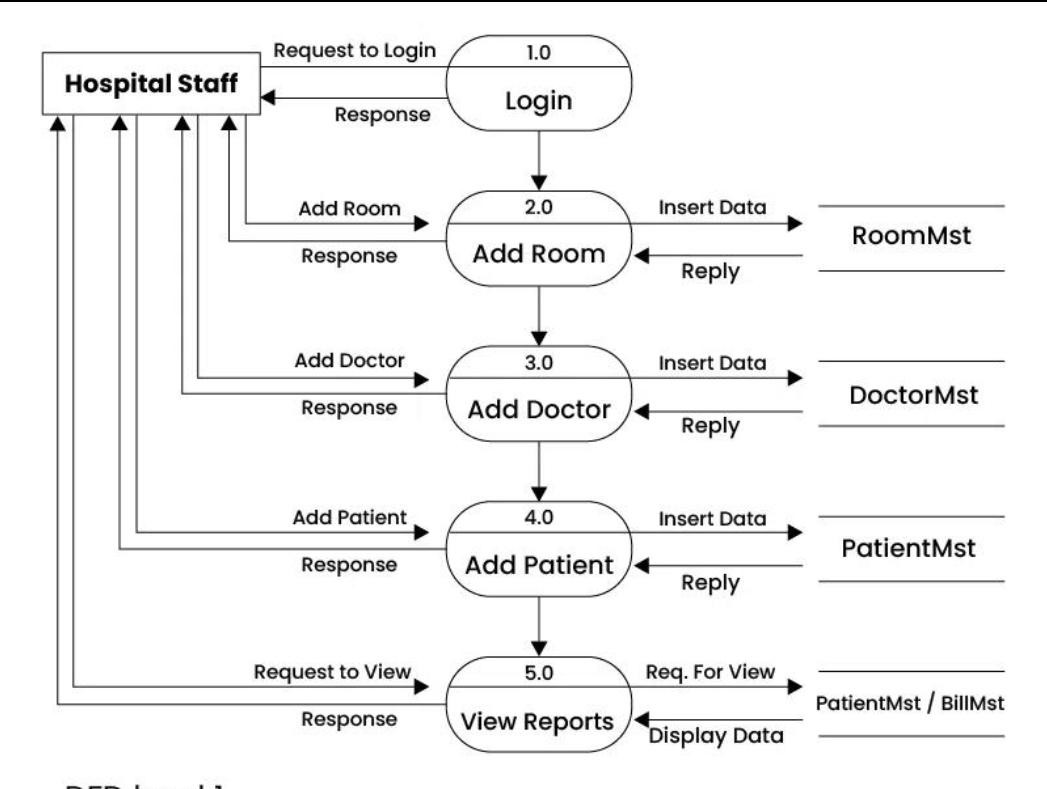 Request to Login
1.0
Hospital Staff
Login
Response
Add Room
2.0
Insert Data
RoomMst
Response
Add Room
Reply
Add Doctor
3.0
Insert Data
DoctorMst
Response
Add Doctor
Reply
Add Patient
4.0
Insert Data
PatientMst
Response
Add Patient
Reply
Request to View
5.0
Req. For View
PatientMst / BillMst
Response
View Reports
Display Data